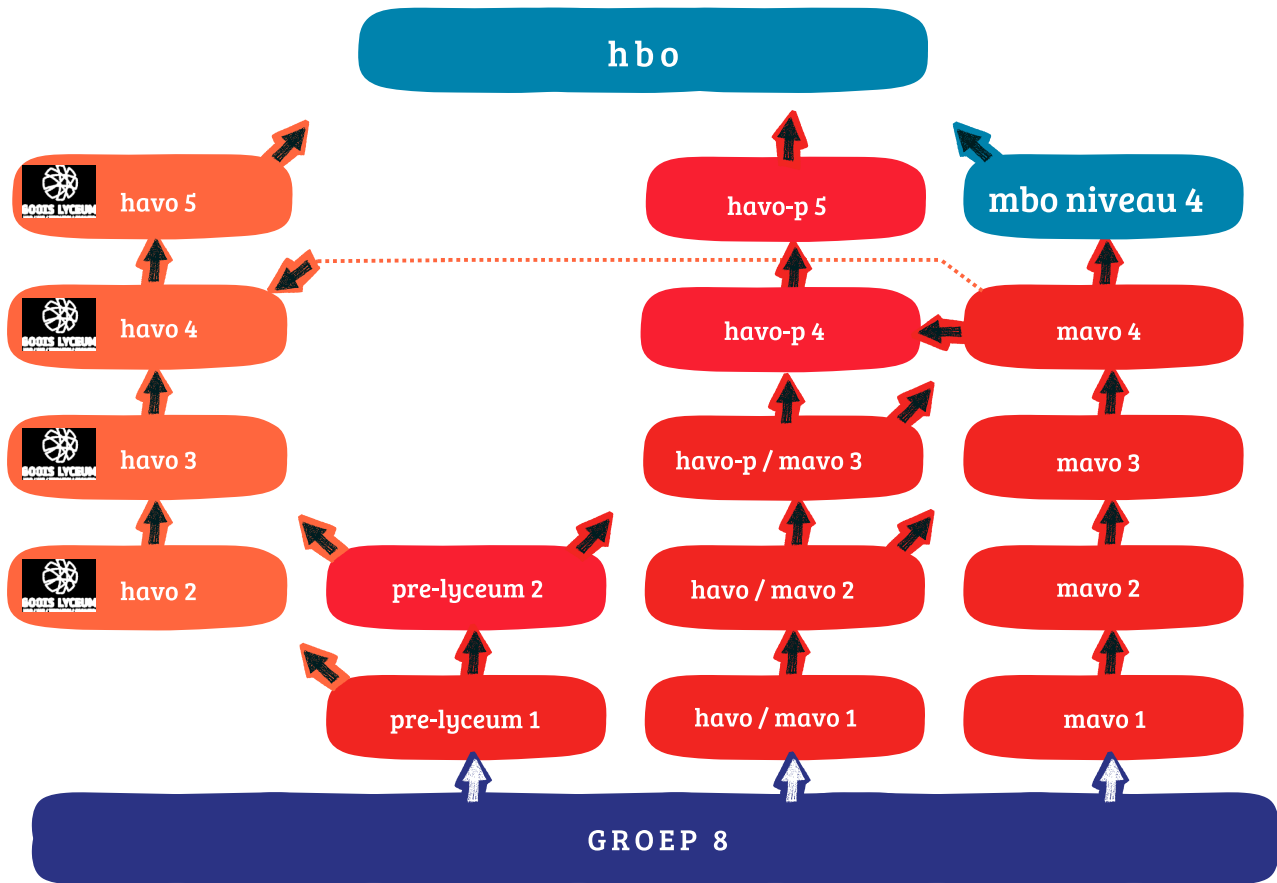 hbo
havo 5
havo-p 5
mbo niveau 4
havo 4
havo-p 4
mavo 4
havo 3
havo-p / mavo 3
mavo 3
havo 2
pre-lyceum 2
havo / mavo 2
mavo 2
pre-lyceum 1
havo / mavo 1
mavo 1
GROEP 8